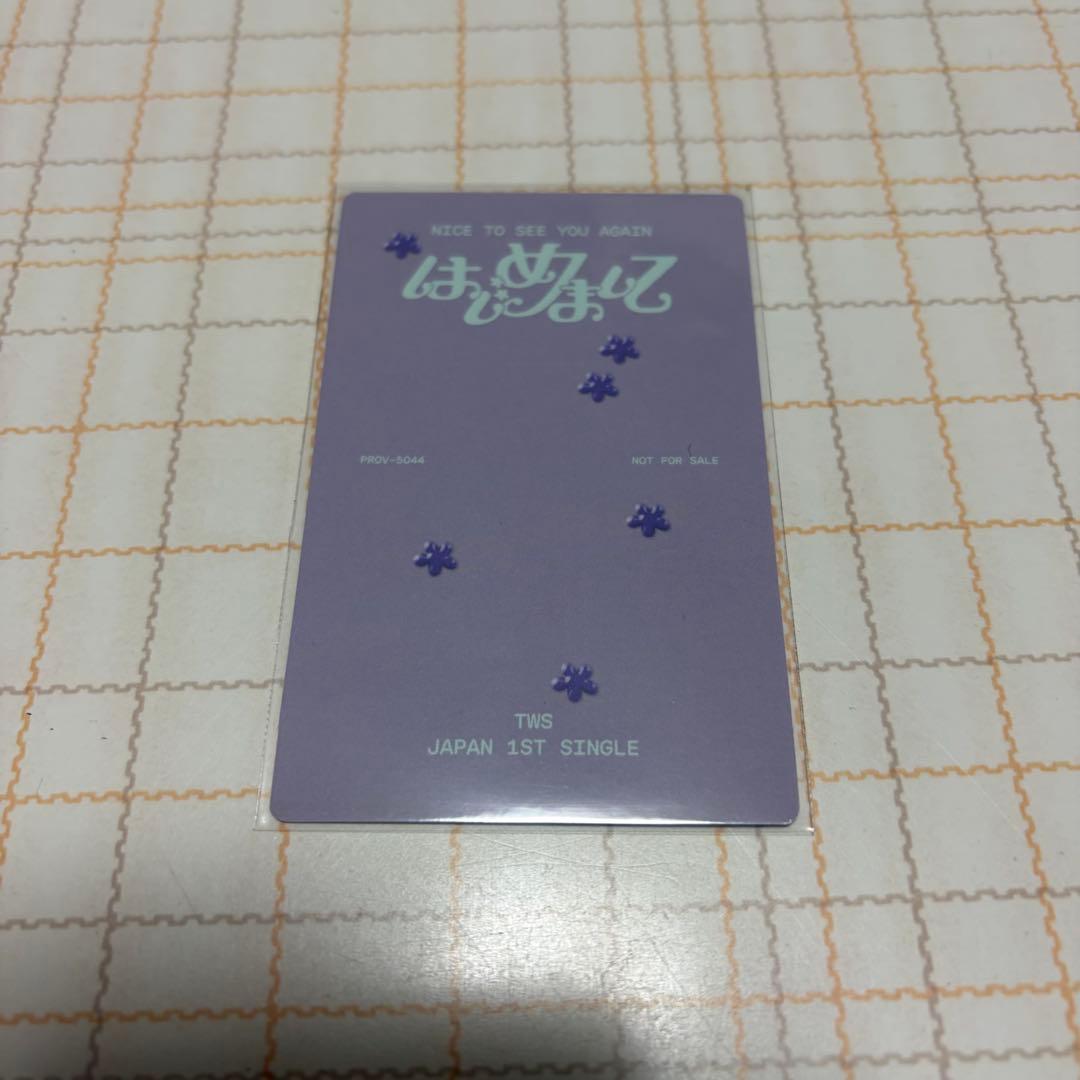 NICE TO SEE YOU AGAIN
はじめまして
PROV-5044
NOT FOR SALE
TWS
JAPAN 1ST SINGLE